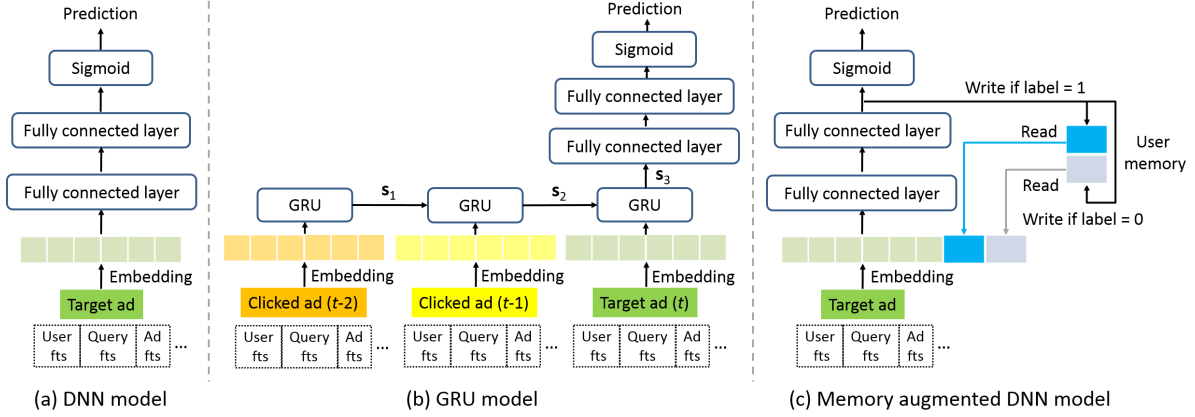 Prediction
Sigmoid
Fully connected layer
Fully connected layer
Embedding
Target ad
User fts
Query fts
Ad fts
...
(a) DNN model
Prediction
Sigmoid
Fully connected layer
Fully connected layer
s1
s2
s3
GRU
GRU
GRU
Embedding
Embedding
Embedding
Clicked ad (t-2)
Clicked ad (t-1)
Target ad (t)
User fts
Query fts
Ad fts
...
User fts
Query fts
Ad fts
...
User fts
Query fts
Ad fts
...
(b) GRU model
Prediction
Sigmoid
Write if label = 1
Fully connected layer
Read
User
memory
Fully connected layer
Read
Write if label = 0
Embedding
Target ad
User fts
Query fts
Ad fts
...
(c) Memory augmented DNN model